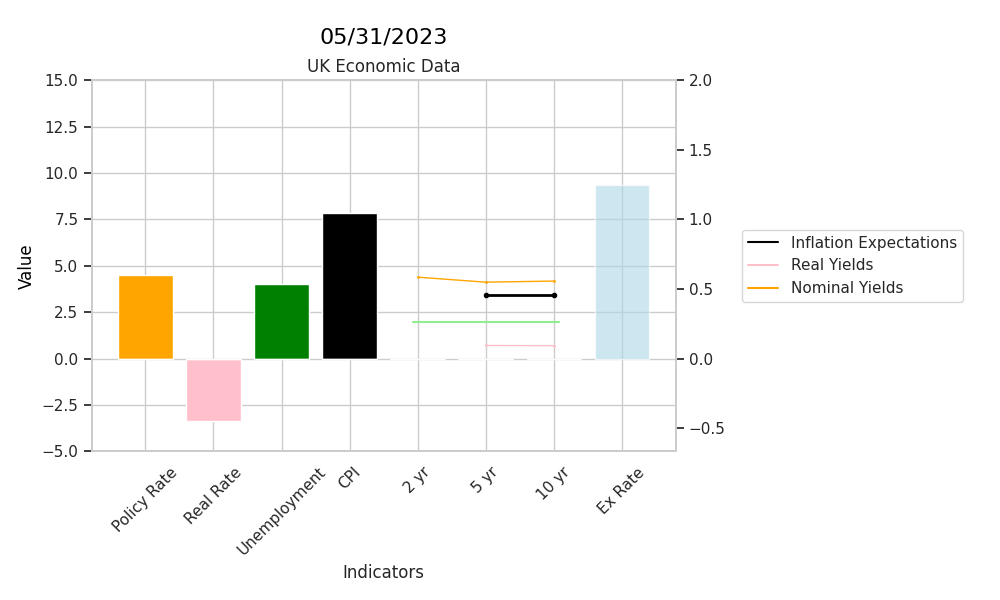 05/31/2023
UK Economic Data
15.0
12.5
10.0
7.5
5.0
2.5
0.0
−2.5
−5.0
Value
2.0
1.5
1.0
0.5
0.0
−0.5
Inflation Expectations
Real Yields
Nominal Yields
Policy Rate
Real Rate
Unemployment
CPI
2 yr
5 yr
10 yr
Ex Rate
Indicators